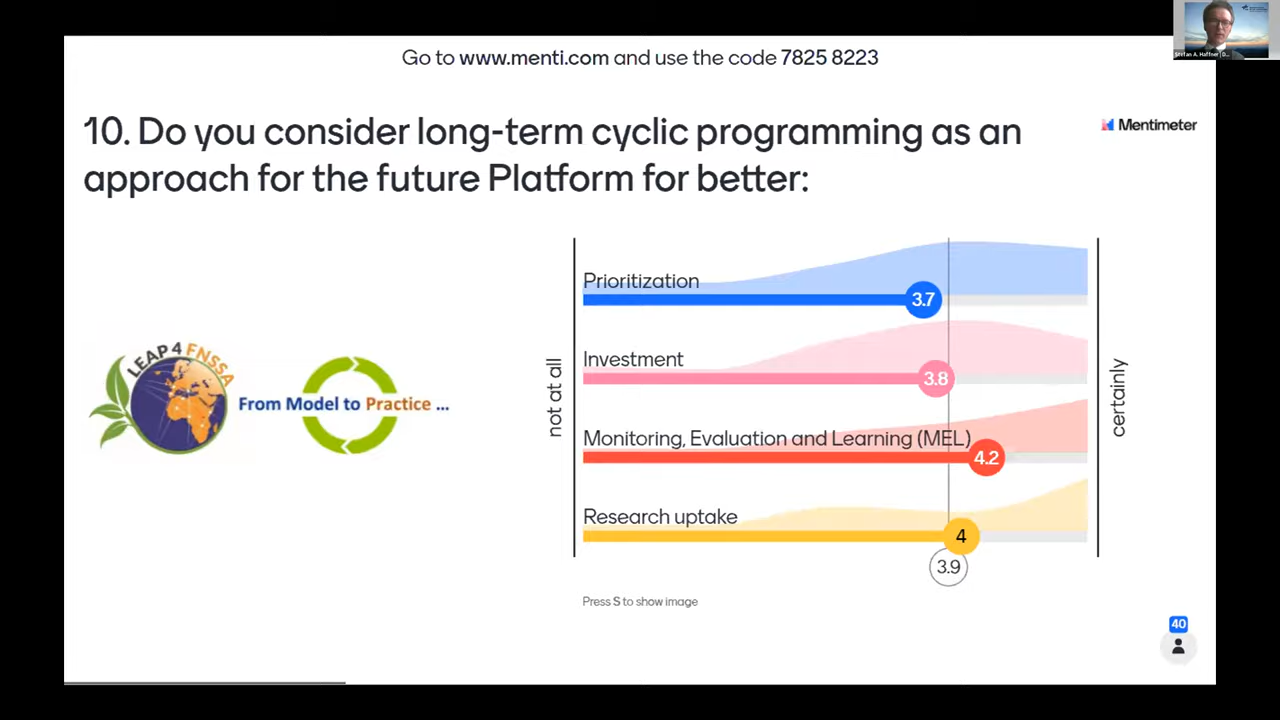 Go to www.menti.com and use the code 7825 8223
10. Do you consider long-term cyclic programming as an
approach for the future Platform for better:
Mentimeter
LEAP 4 FNSSA
From Model to Practice ...
not at all
certainly
Prioritization
3.7
Investment
3.8
Monitoring, Evaluation and Learning (MEL)
4.2
Research uptake
4
3.9
Press S to show image
40
Stefan A. Haffner